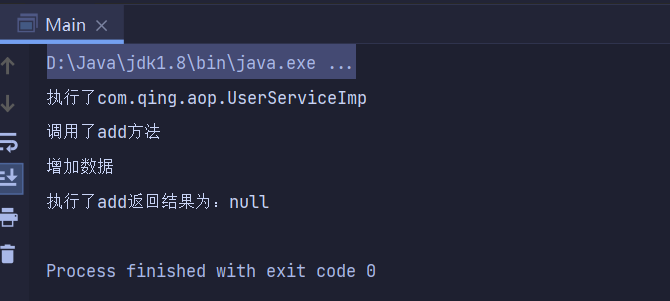 Main
D:\Java\jdk1.8\bin\java.exe ...
执行了com.qing.aop.UserServiceImp
调用了add方法
增加数据
执行了add返回结果为：null
Process finished with exit code 0